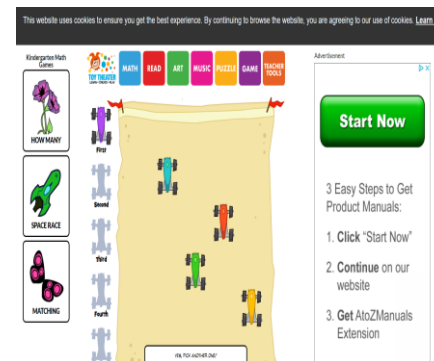 This website uses cookies to ensure you get the best experience. By continuing to browse the website, you are agreeing to our use of cookies. Learn
Kindergarten Math
Games
HOW MANY
SPACE RACE
MATCHING
TOY THEATER
MATH
READ
ART
MUSIC
PUZZLE
GAME
TEACHER
TOOLS
First
Second
Third
Fourth
Advertisement
Start Now
3 Easy Steps to Get
Product Manuals:
1. Click “Start Now”
2. Continue on our
website
3. Get AtoZManuals
Extension